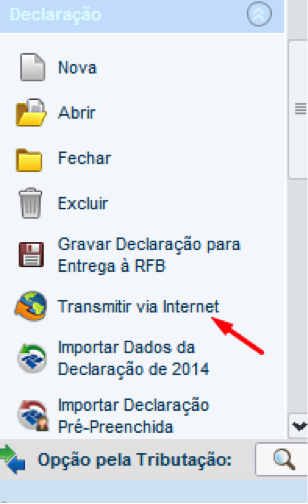 Declaração
Nova
Abrir
Fechar
Excluir
Gravar Declaração para
Entrega à RFB
Transmitir via Internet
Importar Dados da
Declaração de 2014
Importar Declaração
Pré-Preenchida
Opção pela Tributação: